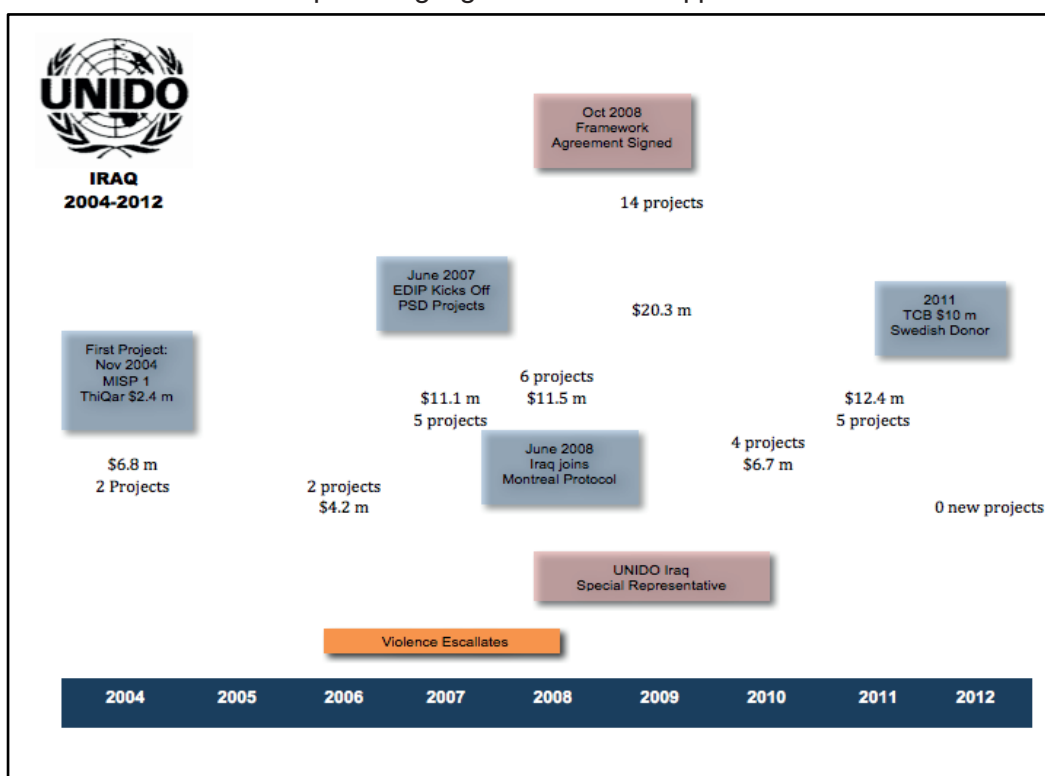 UNIDO
IRAQ
2004-2012
Oct 2008
Framework
Agreement Signed
14 projects
June 2007
EDIP Kicks Off
PSD Projects
$20.3 m
2011
TCB $10 m
Swedish Donor
First Project:
Nov 2004
MISP 1
ThiQar $2.4 m
$11.1 m
5 projects
6 projects
$11.5 m
$12.4 m
5 projects
June 2008
Iraq joins
Montreal Protocol
4 projects
$6.7 m
$6.8 m
2 Projects
2 projects
$4.2 m
0 new projects
UNIDO Iraq
Special Representative
Violence Escallates
2004 2005 2006 2007 2008 2009 2010 2011 2012